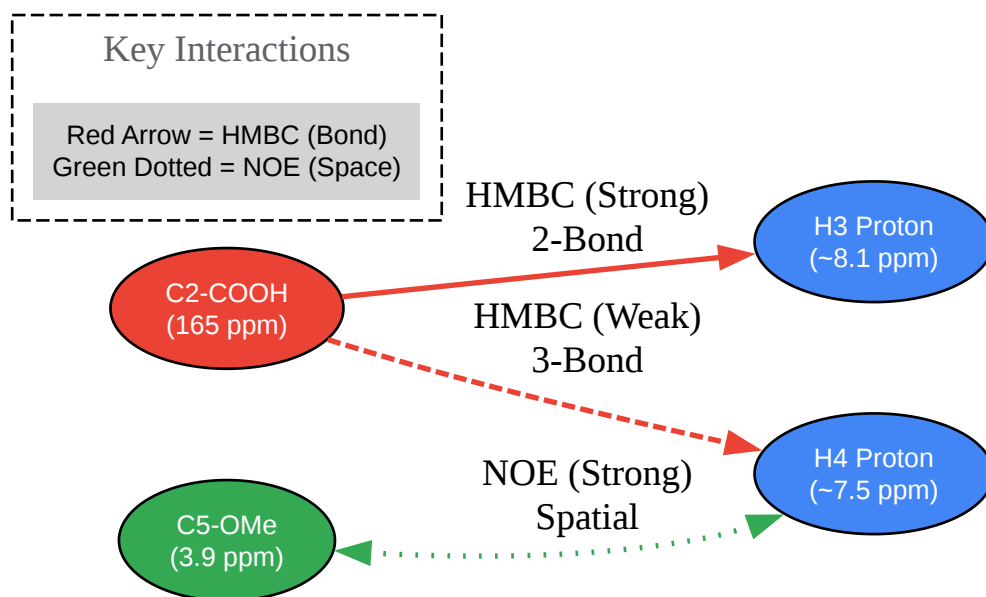 Key Interactions
Red Arrow = HMBC (Bond)
Green Dotted = NOE (Space)
HMBC (Strong)
2-Bond
H3 Proton
(~8.1 ppm)
C2-COOH
(165 ppm)
HMBC (Weak)
3-Bond
H4 Proton
(~7.5 ppm)
NOE (Strong)
Spatial
C5-OMe
(3.9 ppm)